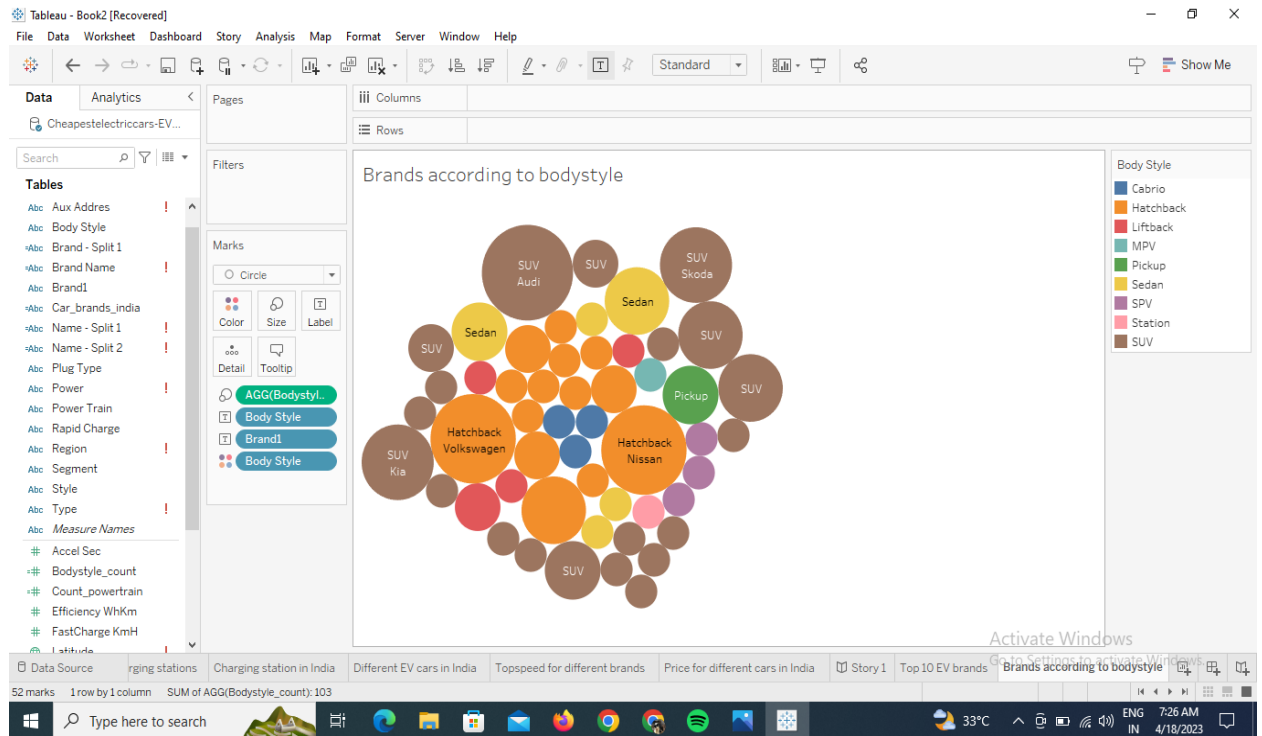 Tableau - Book2 [Recovered]
File Data Worksheet Dashboard Story Analysis Map Format Server Window Help
Standard
Show Me
Data Analytics
Cheapestelectriccars-EV...
Search
Tables
Abc Aux Addres !
Abc Body Style
=Abc Brand - Split 1
=Abc Brand Name !
Abc Brand1
=Abc Car_brands_india
=Abc Name - Split 1 !
=Abc Name - Split 2 !
Abc Plug Type
Abc Power !
Abc Power Train
Abc Rapid Charge
Abc Region !
Abc Segment
Abc Style
Abc Type !
Abc Measure Names
# Accel Sec
=# Bodystyle_count
=# Count_powertrain
# Efficiency WhKm
# FastCharge KmH
Latitude !
Pages
Filters
Marks
Circle
Color Size Label
Detail Tooltip
AGG(Bodystyl..
Body Style
Brand1
Body Style
Columns
Rows
Brands according to bodystyle
SUV
Audi
SUV
SUV
Skoda
Sedan
Sedan
SUV
SUV
SUV
Pickup
Hatchback
Volkswagen
Hatchback
Nissan
SUV
Kia
SUV
Body Style
Cabrio
Hatchback
Liftback
MPV
Pickup
Sedan
SPV
Station
SUV
Activate Windows
Go to Settings to activate Windows.
Data Source rging stations Charging station in India Different EV cars in India Topspeed for different brands Price for different cars in India Story 1 Top 10 EV brands Brands according to bodystyle
52 marks 1 row by 1 column SUM of AGG(Bodystyle_count): 103
Type here to search
33°C
ENG
IN
7:26 AM
4/18/2023